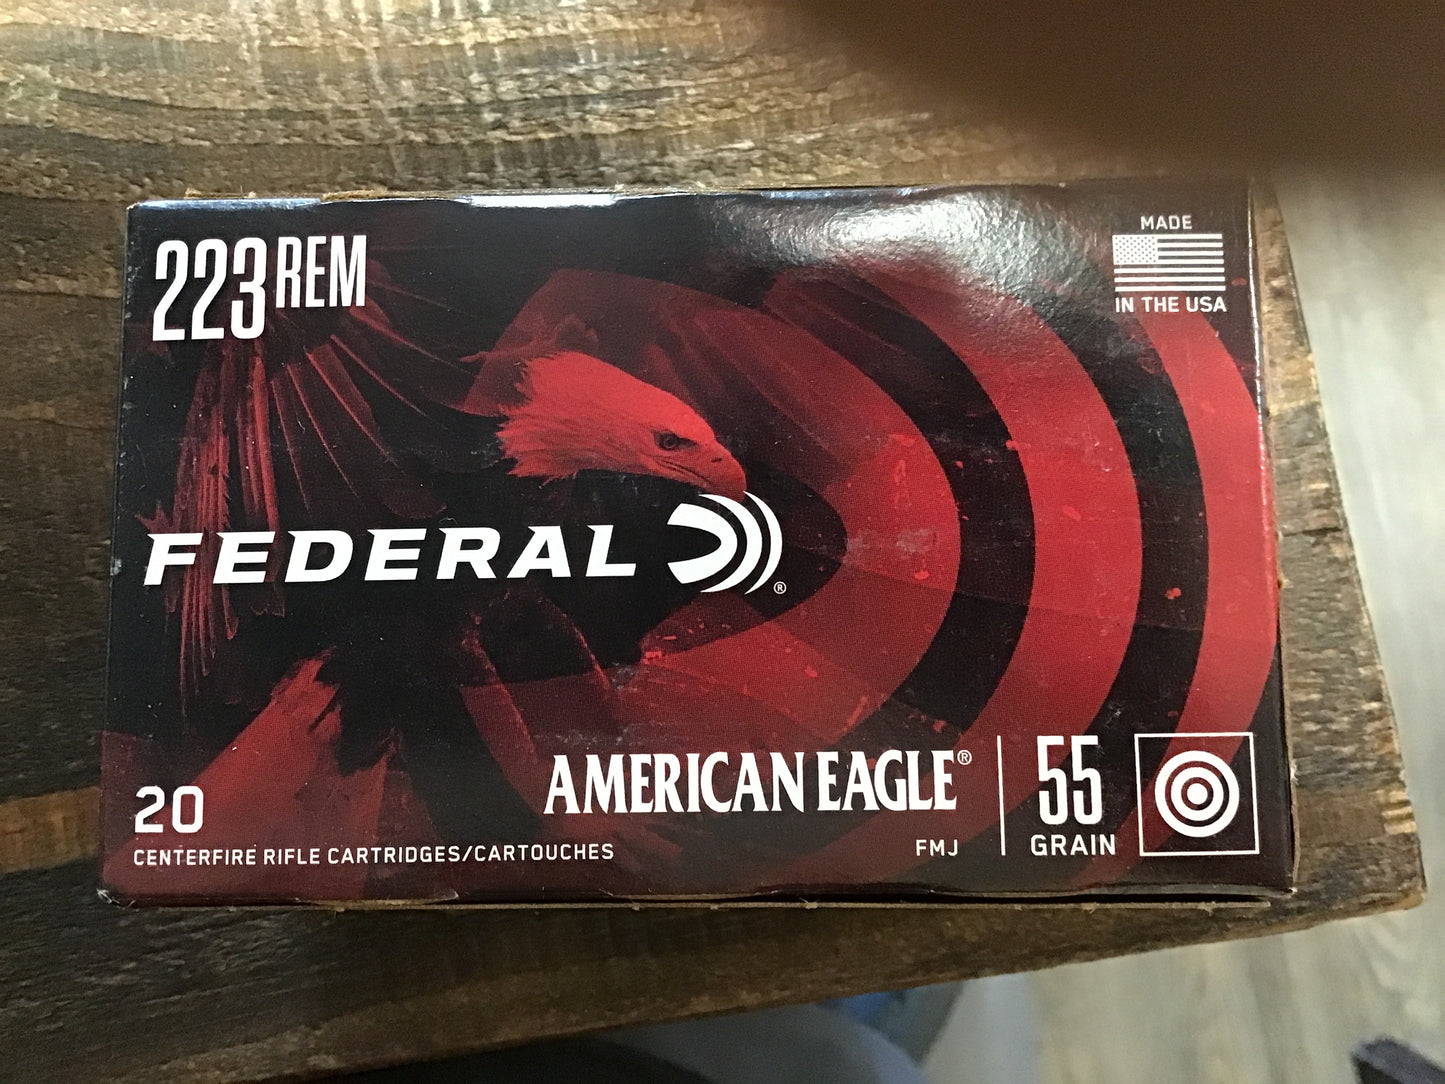 223 REM
MADE
IN THE USA
FEDERAL ®
AMERICAN EAGLE®
FMJ
55
GRAIN
20
CENTERFIRE RIFLE CARTRIDGES/CARTOUCHES